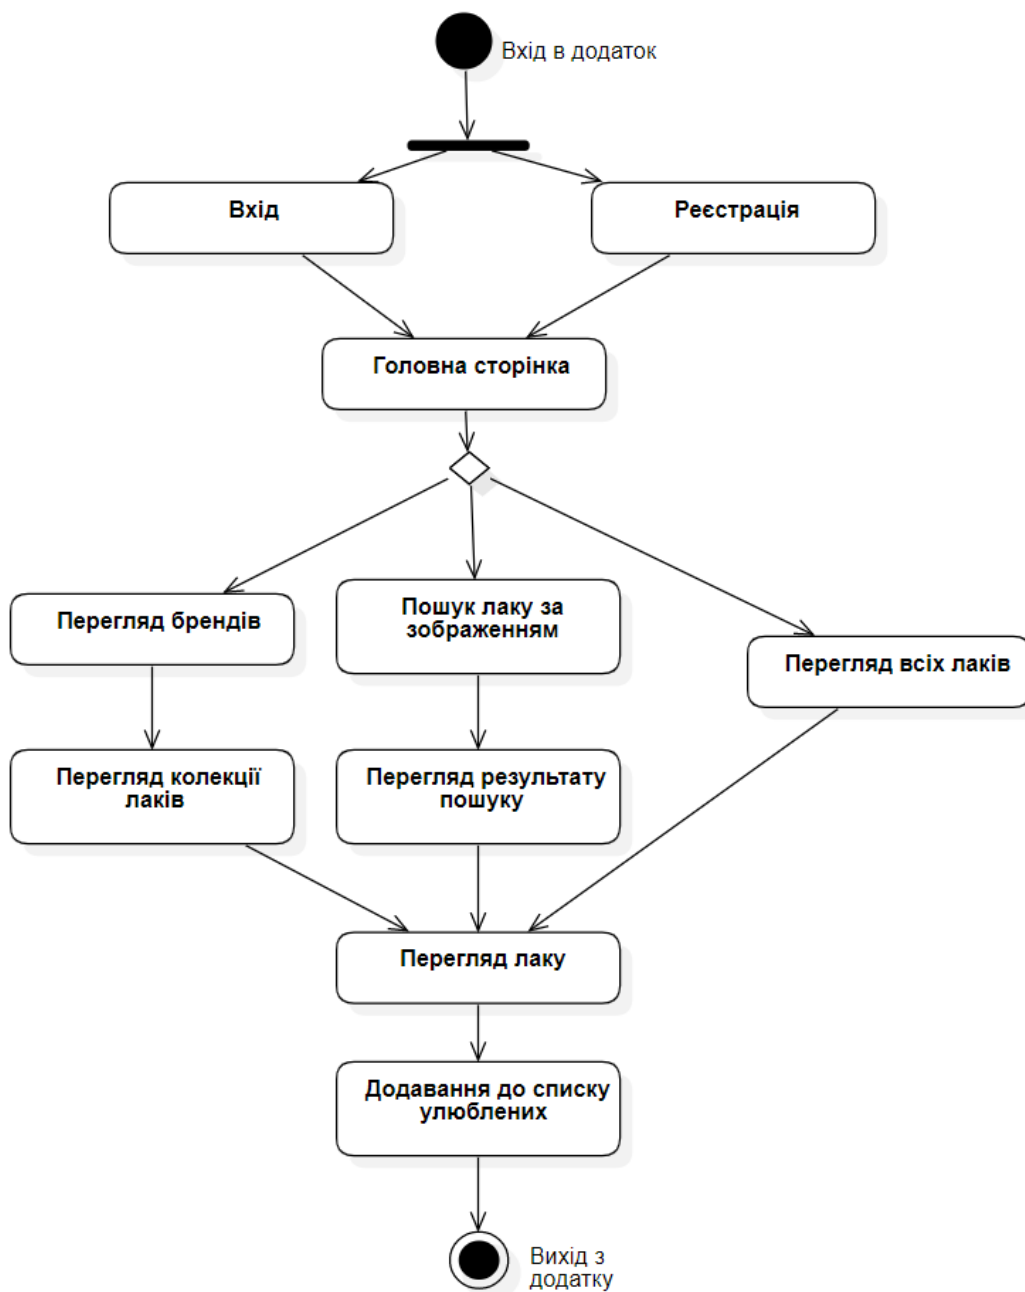 Вхід в додаток
Вхід
Реєстрація
Головна сторінка
Перегляд брендів
Пошук лаку за
зображенням
Перегляд всіх лаків
Перегляд колекції
лаків
Перегляд результату
пошуку
Перегляд лаку
Додавання до списку
улюблених
Вихід з
додатку